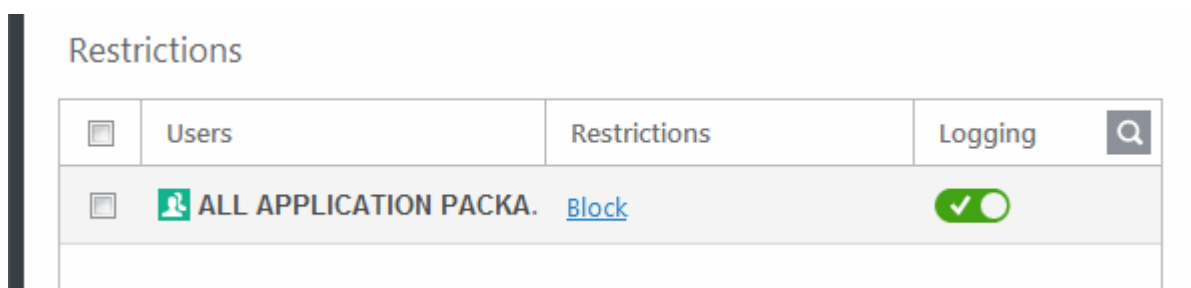 Restrictions
Users Restrictions Logging
ALL APPLICATION PACKA. Block